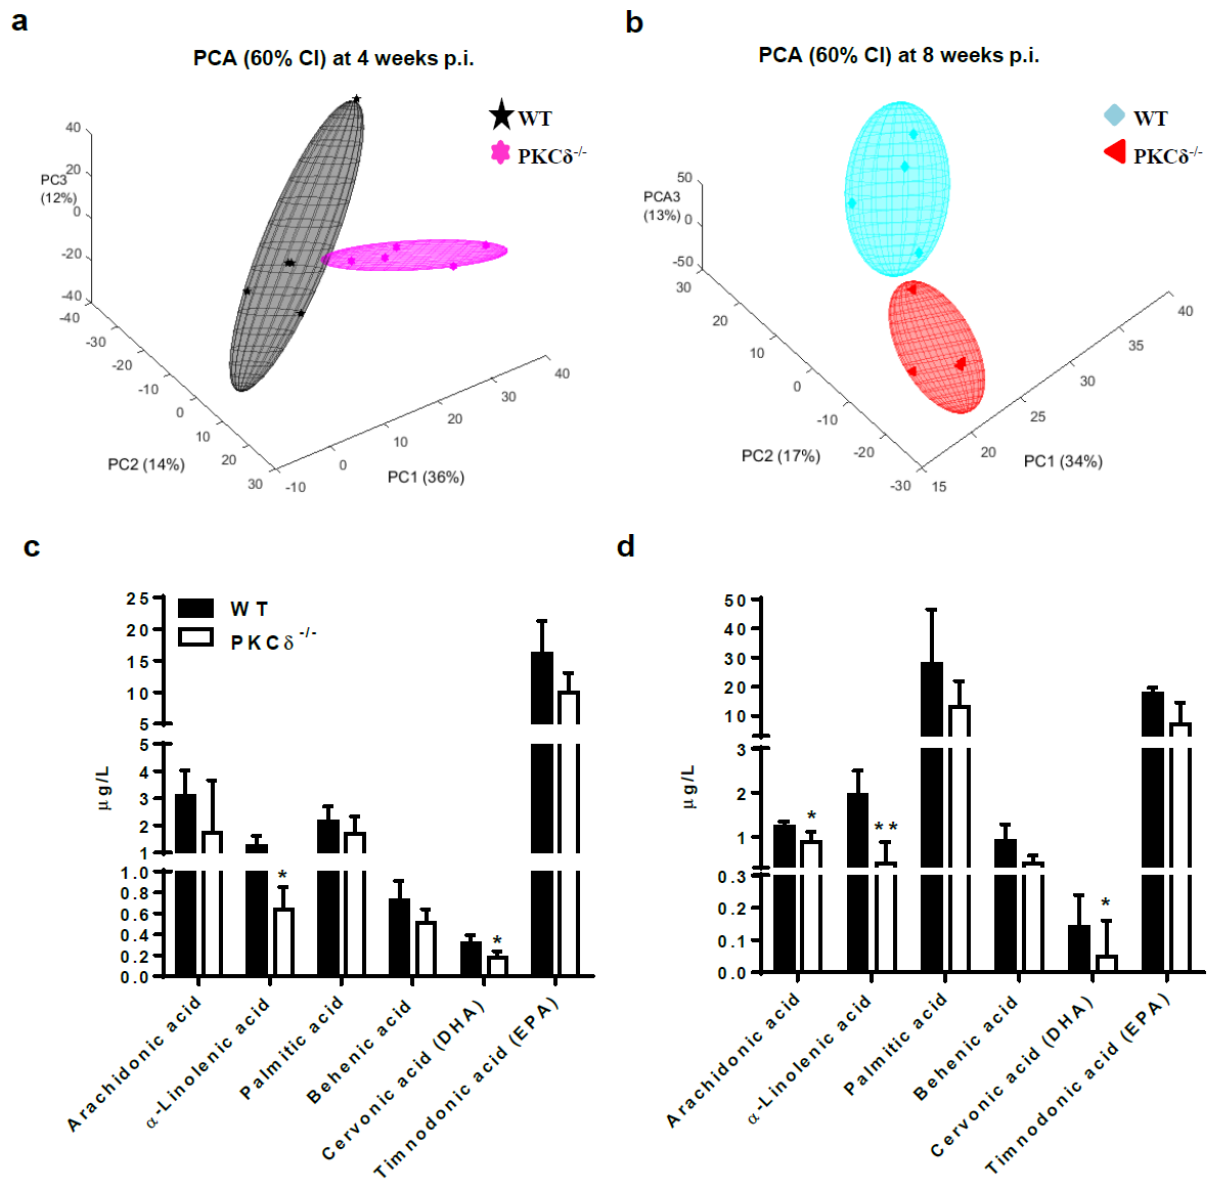 a
PCA (60% CI) at 4 weeks p.i.
WT
PKCδ-/-
40
20
PC3
(12%)
0
-20
-40
-40
-30
-20
-10
0
10
20
30
PC2 (14%)
-10
0
10
20
30
40
PC1 (36%)
b
PCA (60% CI) at 8 weeks p.i.
WT
PKCδ-/-
50
PCA3
(13%)
0
-50
30
20
10
0
-10
-20
-30
PC2 (17%)
15
20
25
30
35
40
PC1 (34%)
c
WT
PKCδ-/-
25
20
15
10
5
5
4
3
2
1
1.0
0.8
0.6
0.4
0.2
0.0
μg/L
*
*
Arachidonic acid
α-Linolenic acid
Palmitic acid
Behenic acid
Cervonic acid (DHA)
Timnodonic acid (EPA)
d
50
40
30
20
10
3
2
1
0.3
0.2
0.1
0.0
μg/L
*
**
*
Arachidonic acid
α-Linolenic acid
Palmitic acid
Behenic acid
Cervonic acid (DHA)
Timnodonic acid (EPA)